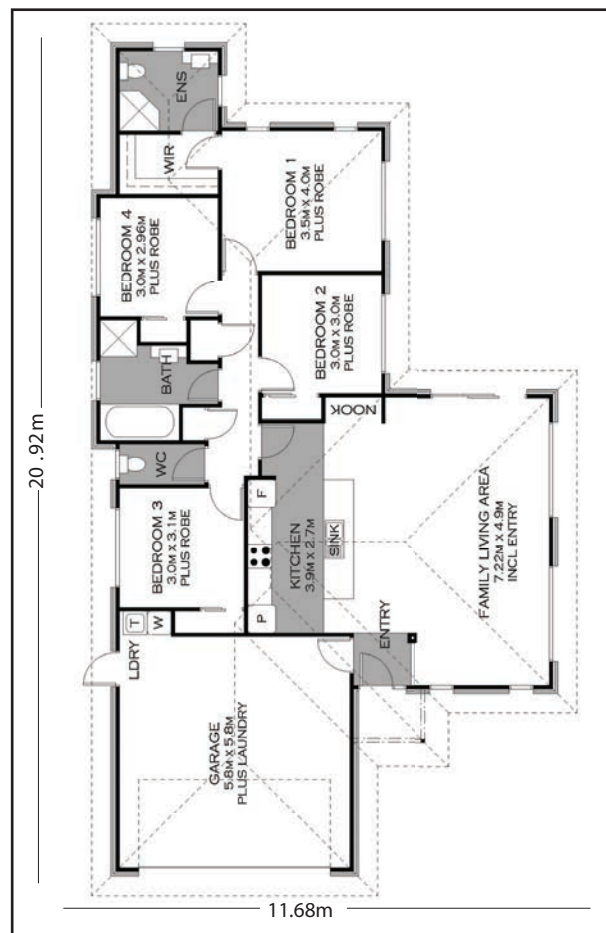 ENS
WIR
BEDROOM 1
3.5M X 4.0M
PLUS ROBE
BEDROOM 4
3.0M X 2.96M
PLUS ROBE
BEDROOM 2
3.0M X 3.0M
PLUS ROBE
BATH
NOOK
WC
F
KITCHEN
3.9M X 2.7M
SINK
P
BEDROOM 3
3.0M X 3.1M
PLUS ROBE
FAMILY LIVING AREA
7.22M X 4.9M
INCL ENTRY
ENTRY
LDRY
T
W
GARAGE
5.8M X 5.8M
PLUS LAUNDRY
20 .92m
11.68m